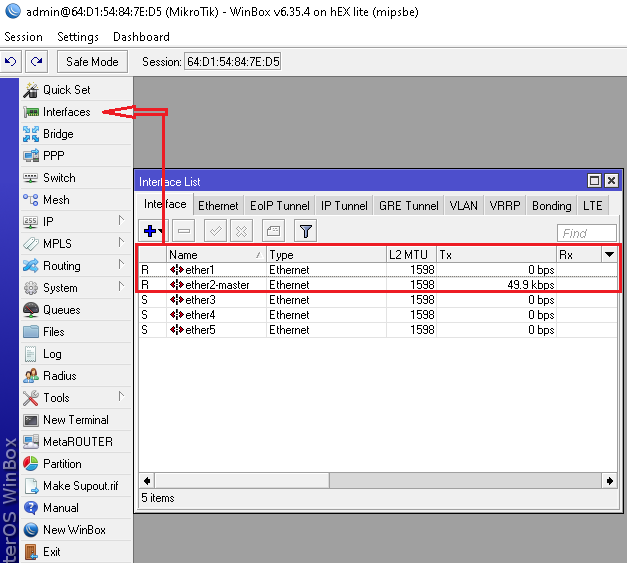 admin@64:D1:54:84:7E:D5 (MikroTik) - WinBox v6.35.4 on hEX lite (mipsbe)
Session Settings Dashboard
Safe Mode Session: 64:D1:54:84:7E:D5
Quick Set
Interfaces
Bridge
PPP
Switch
Mesh
IP
MPLS
Routing
System
Queues
Files
Log
Radius
Tools
New Terminal
MetaROUTER
Partition
Make Supout.rif
Manual
New WinBox
Exit
terOS WinBox
Interface List
Interface Ethernet EoIP Tunnel IP Tunnel GRE Tunnel VLAN VRRP Bonding LTE
Find
Name Type L2 MTU Tx Rx
R ether1 Ethernet 1598 0 bps
R ether2-master Ethernet 1598 49.9 kbps
S ether3 Ethernet 1598 0 bps
S ether4 Ethernet 1598 0 bps
S ether5 Ethernet 1598 0 bps
5 items